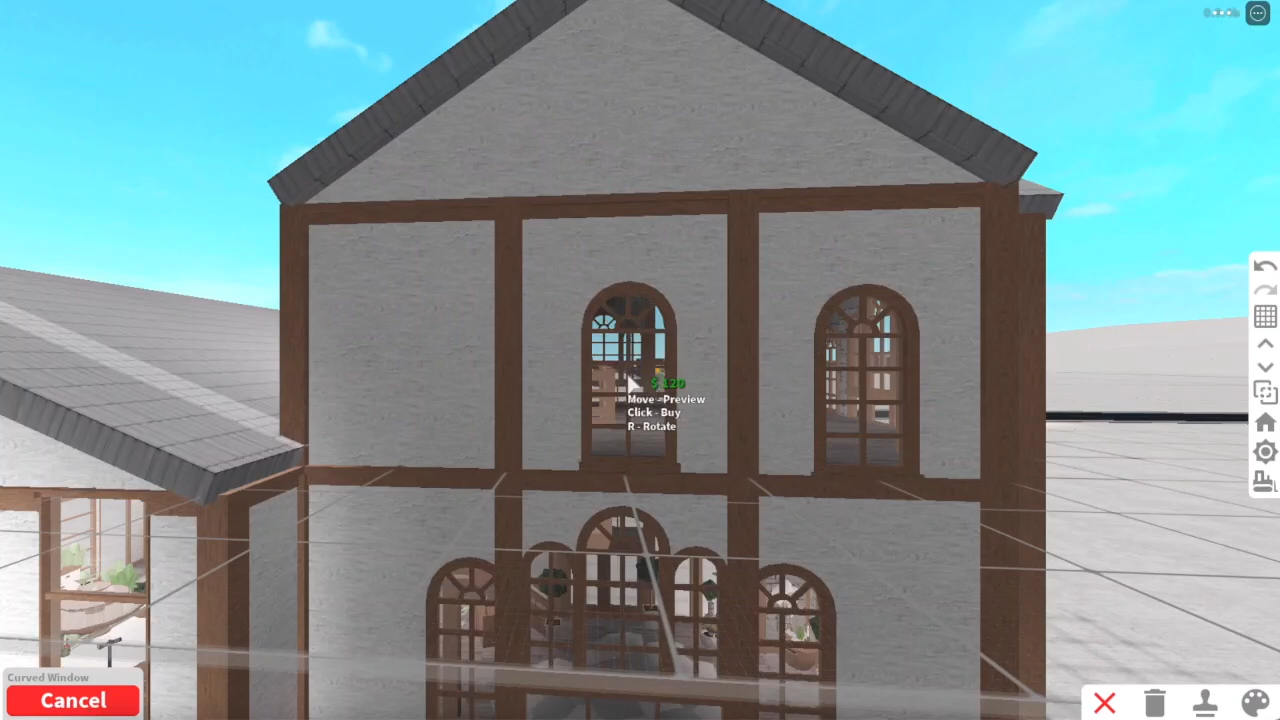 $ 120
Move - Preview
Click - Buy
R - Rotate
Curved Window
Cancel